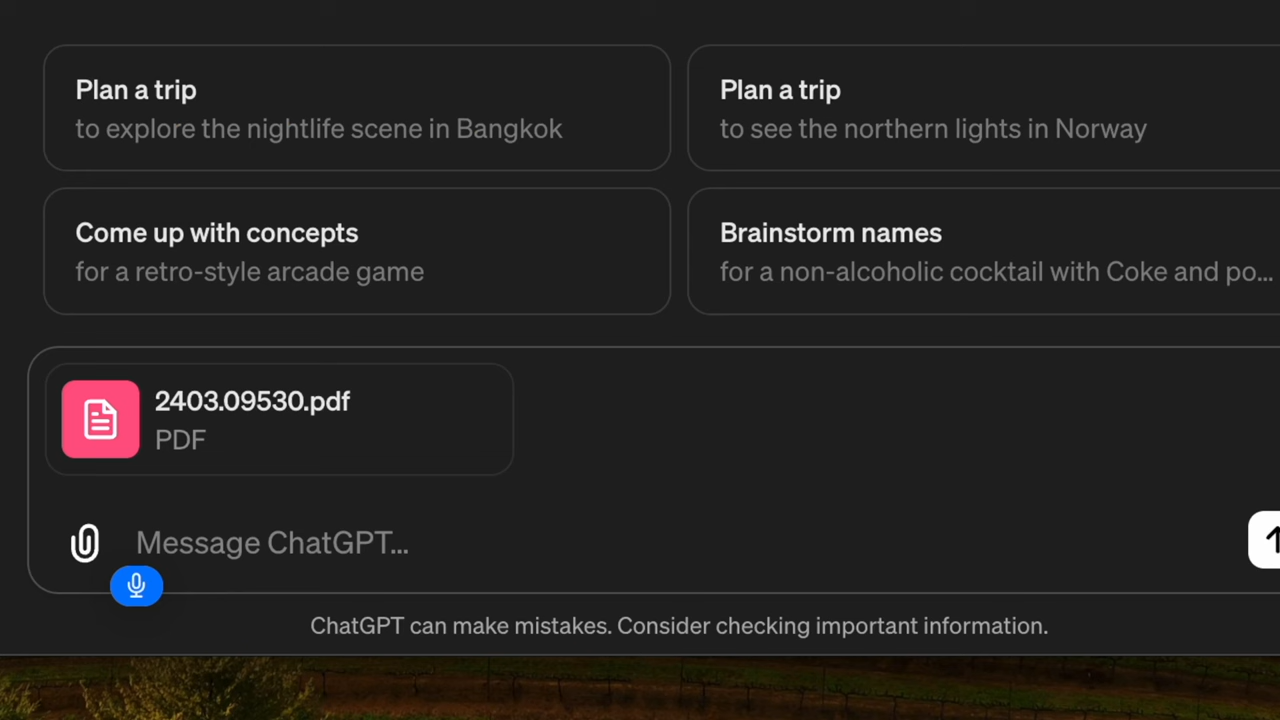 Plan a trip
to explore the nightlife scene in Bangkok
Plan a trip
to see the northern lights in Norway
Come up with concepts
for a retro-style arcade game
Brainstorm names
for a non-alcoholic cocktail with Coke and po...
2403.09530.pdf
PDF
Message ChatGPT...
ChatGPT can make mistakes. Consider checking important information.